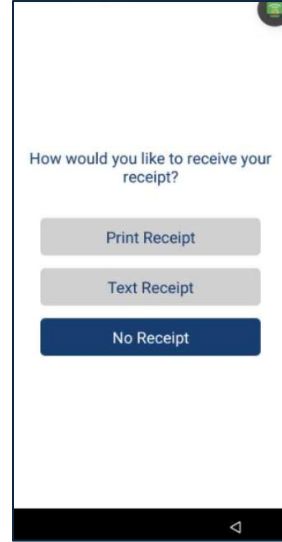 How would you like to receive your
receipt?
Print Receipt
Text Receipt
No Receipt